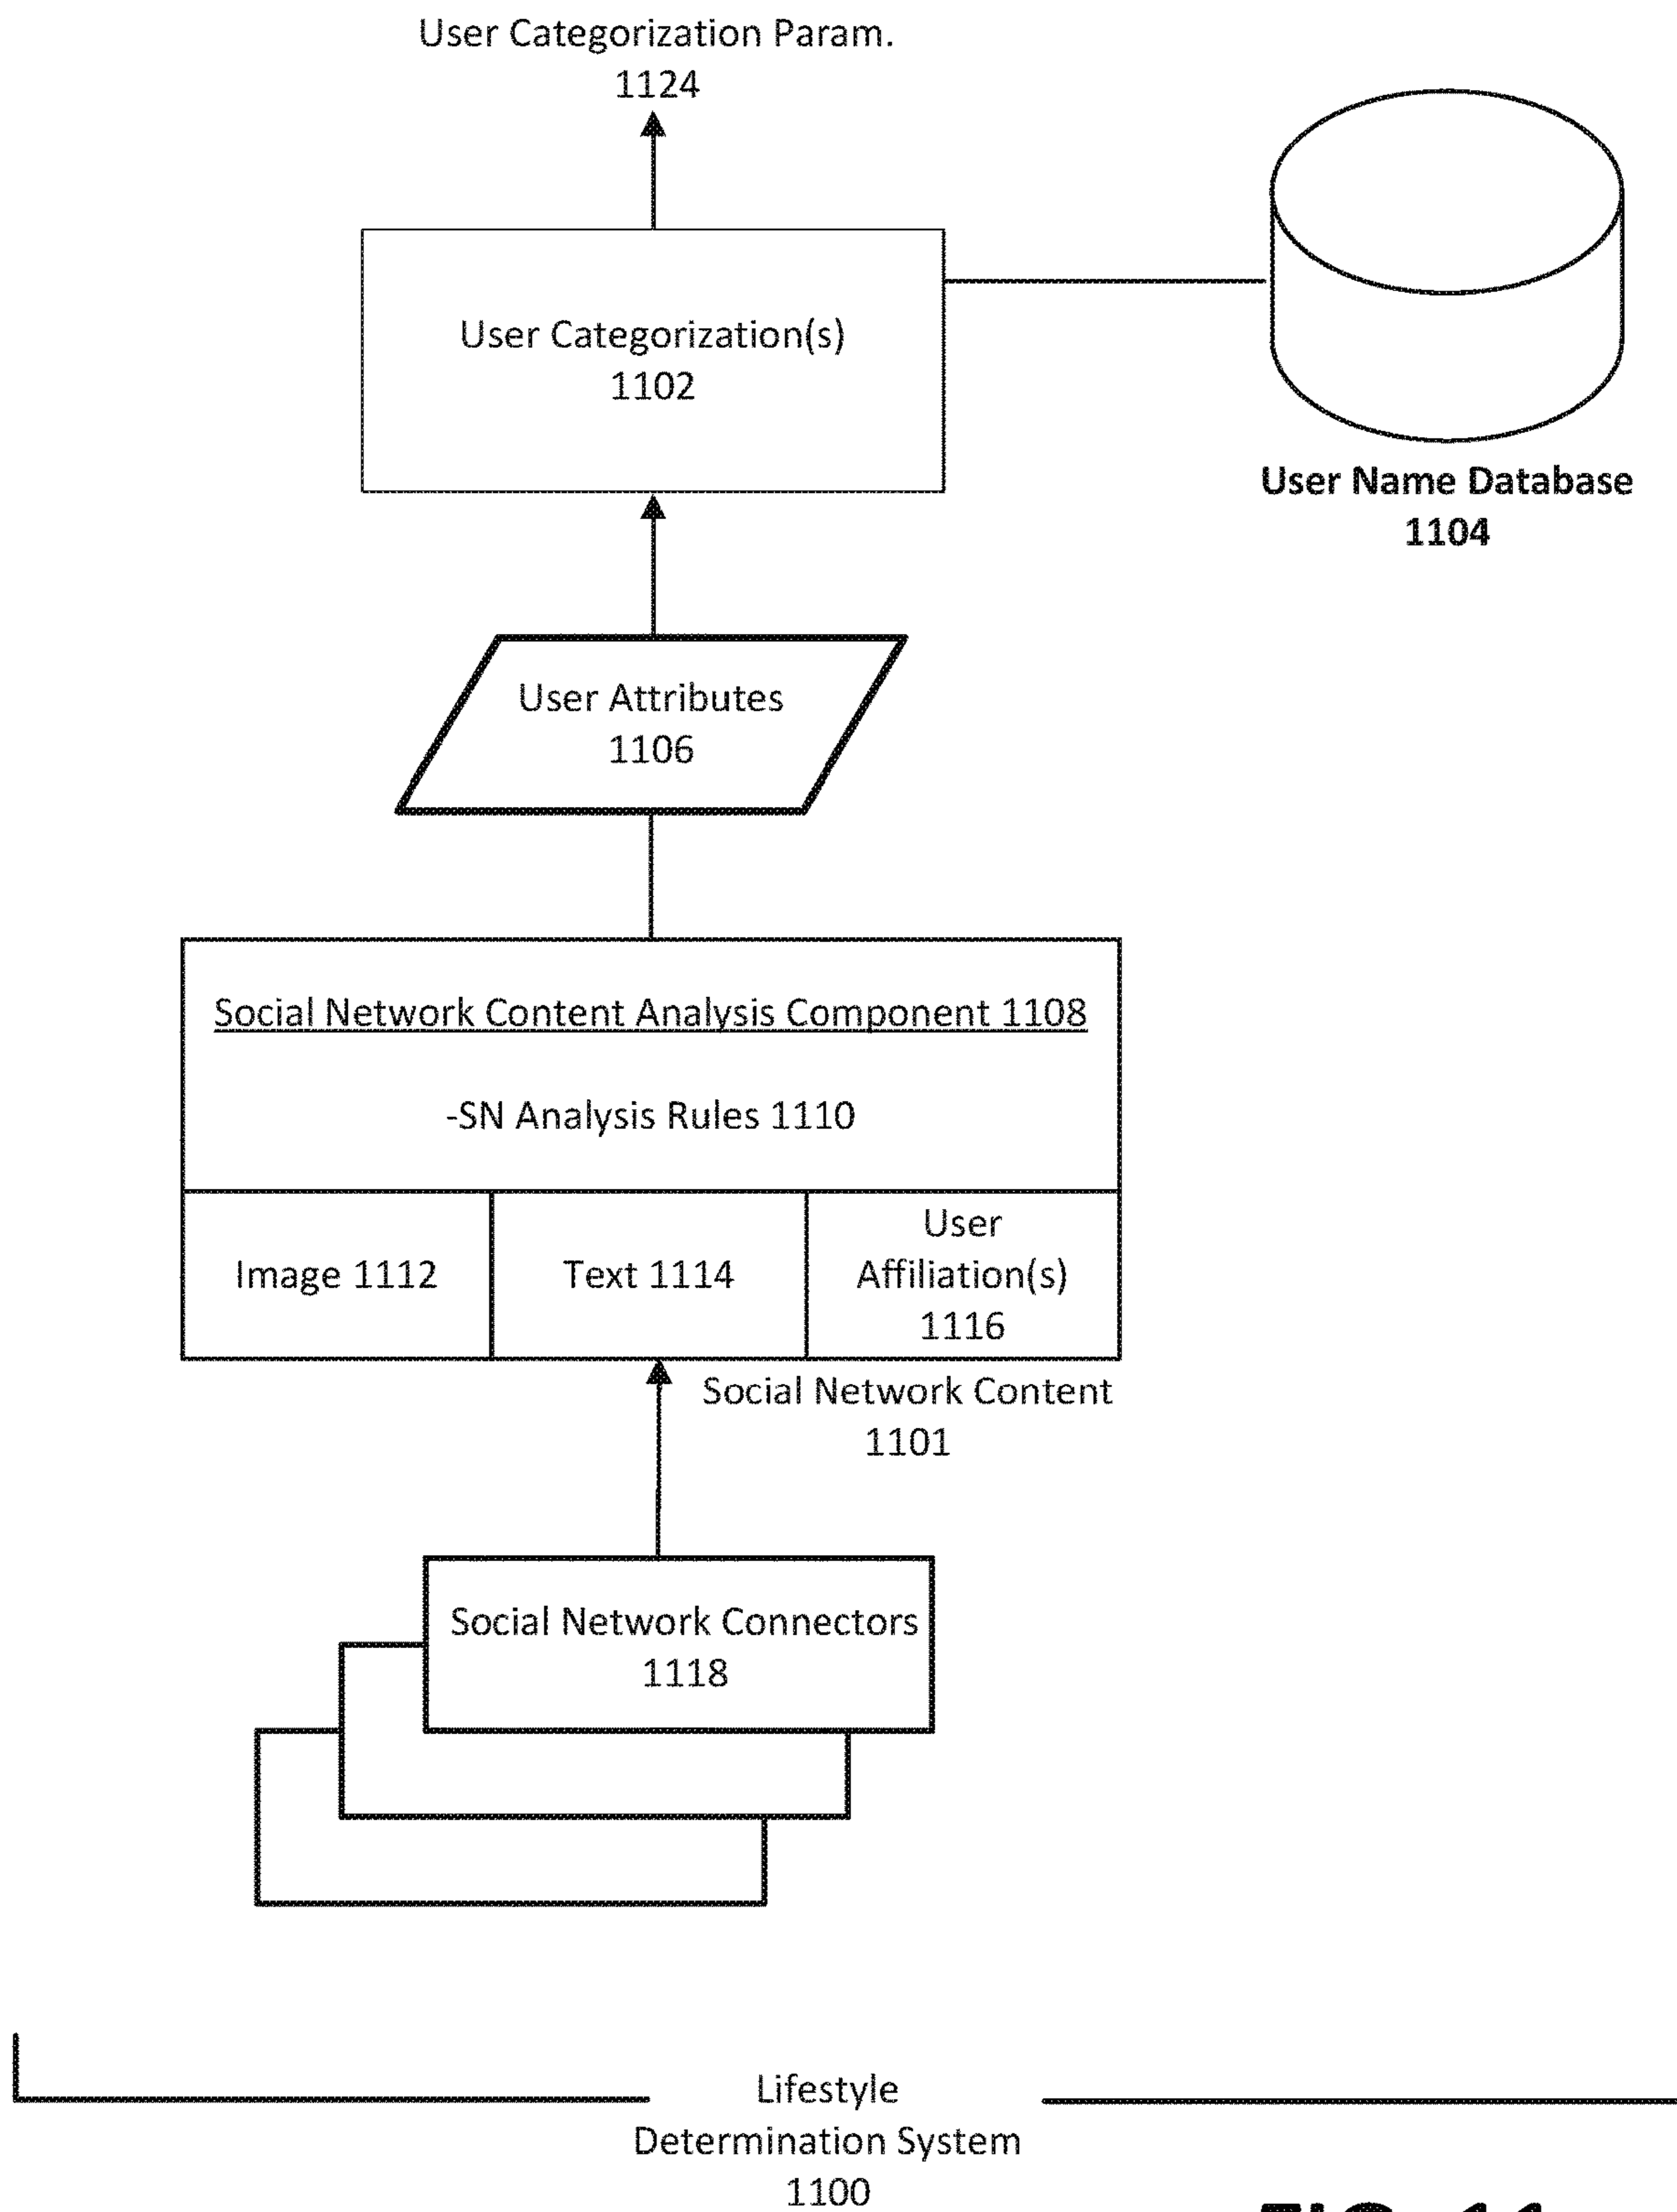 User Categorization Param.
1124
User Categorization(s)
1102
User Name Database
1104
User Attributes
1106
Social Network Content Analysis Component 1108
-SN Analysis Rules 1110
Image 1112
Text 1114
User
Affiliation(s)
1116
Social Network Content
1101
Social Network Connectors
1118
Lifestyle
Determination System
1100